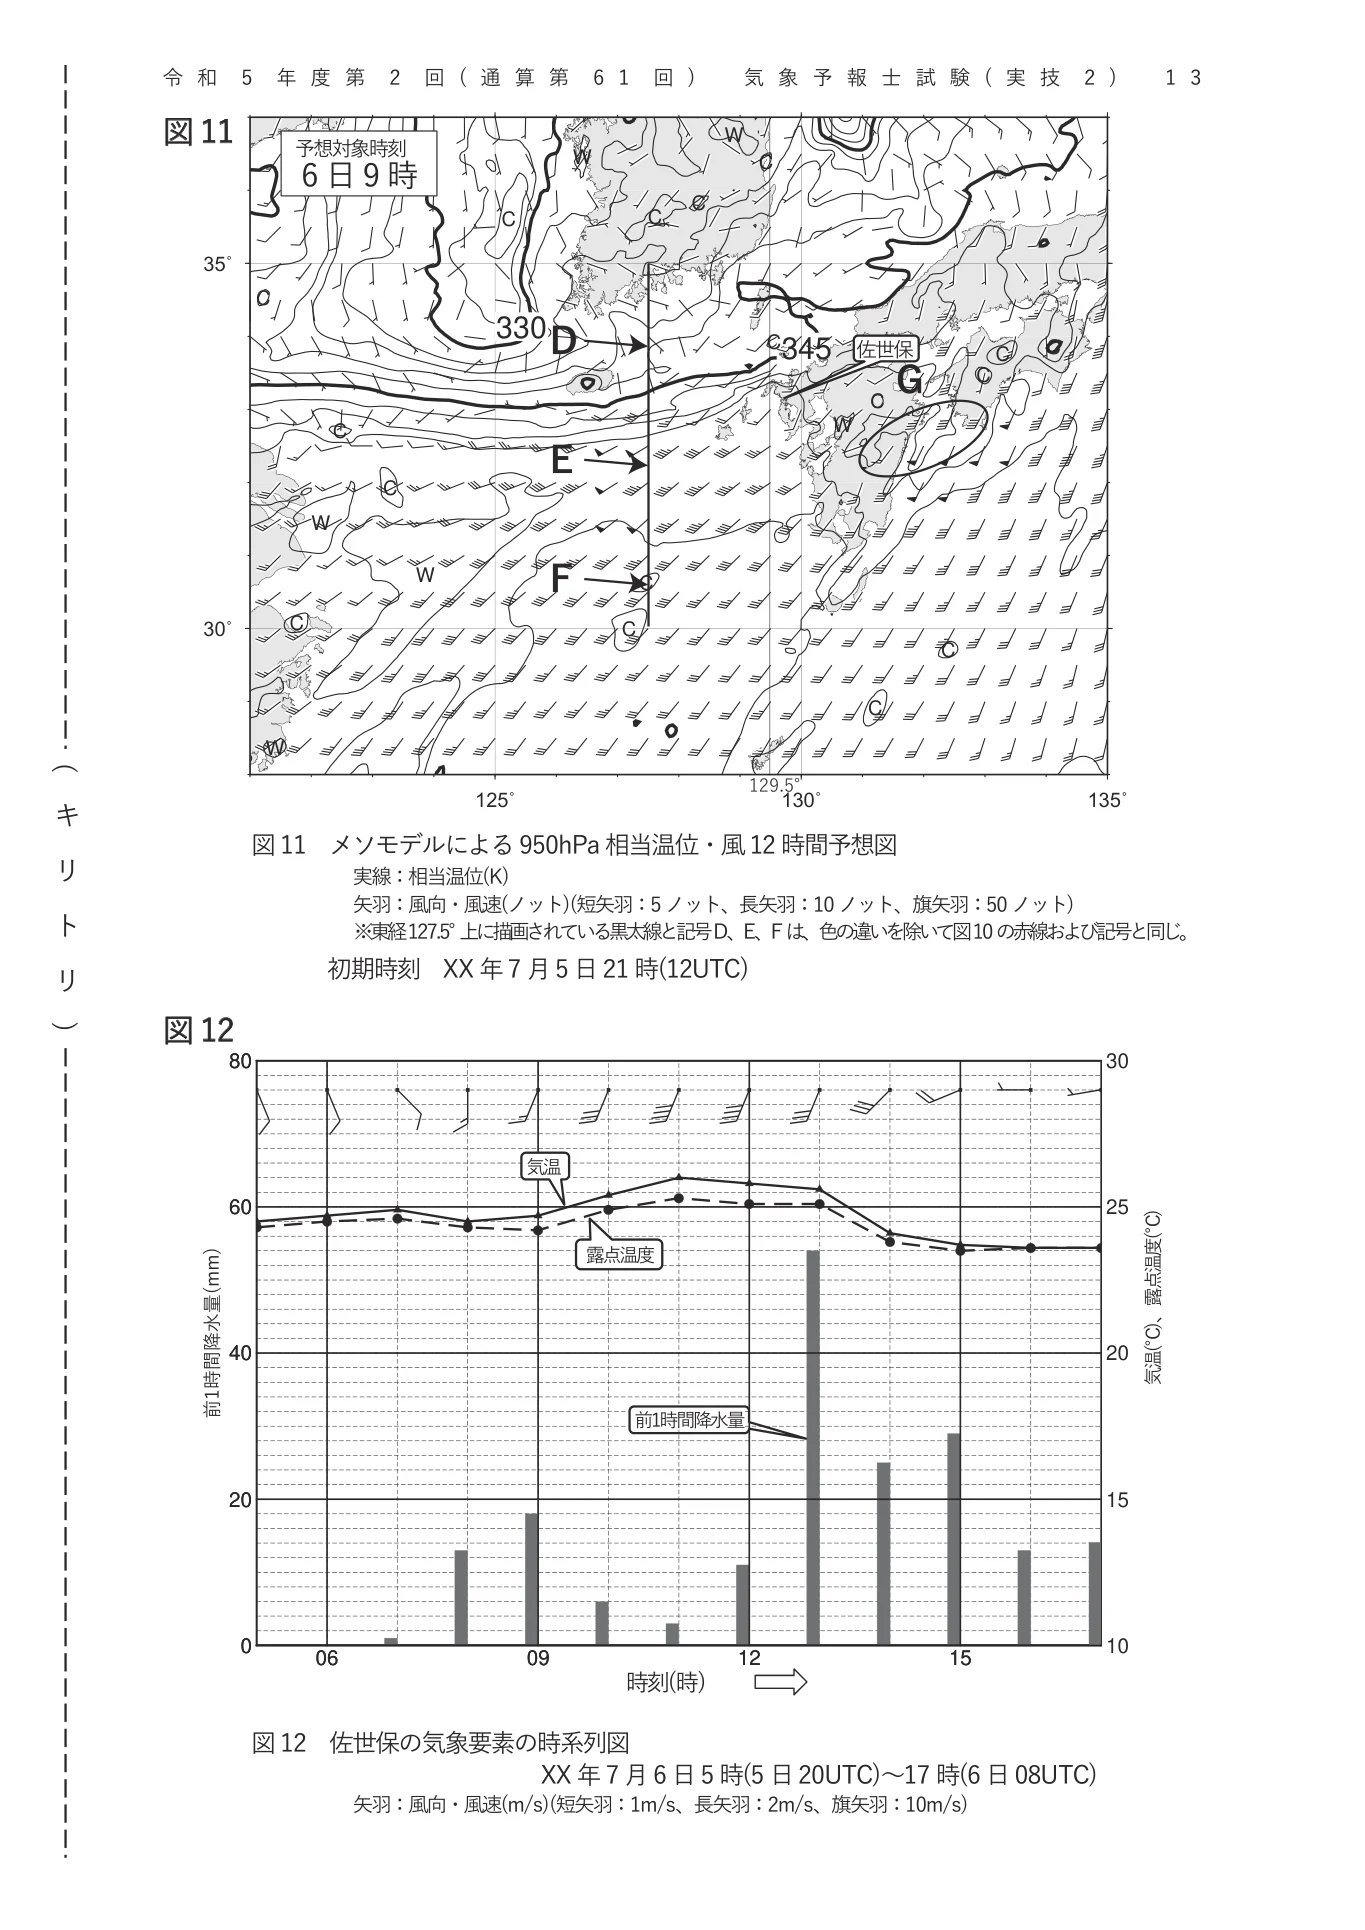 令和5年度第2回(通算第61回)　気象予報士試験(実技2)　13
図11
予想対象時刻
6日9時
W
W
C
C
C
C
35°
330
D
C
345
佐世保
G
C
C
C
W
C
E
C
W
W
F
C
C
C
30°
C
C
W
129.5°
125°
130°
135°
図11　メソモデルによる950hPa相当温位・風12時間予想図
実線：相当温位(K)
矢羽：風向・風速(ノット)(短矢羽：5ノット、長矢羽：10ノット、旗矢羽：50ノット)
※東経127.5°上に描画されている黒太線と記号D、E、Fは、色の違いを除いて図10の赤線および記号と同じ。
初期時刻　XX年7月5日21時(12UTC)
(キリトリ)
図12
80
30
気温
60
25
露点温度
前1時間降水量(mm)
気温(℃)、露点温度(℃)
40
20
前1時間降水量
20
15
0
10
06
09
12
15
時刻(時)
図12　佐世保の気象要素の時系列図
XX年7月6日5時(5日20UTC)～17時(6日08UTC)
矢羽：風向・風速(m/s)(短矢羽：1m/s、長矢羽：2m/s、旗矢羽：10m/s)